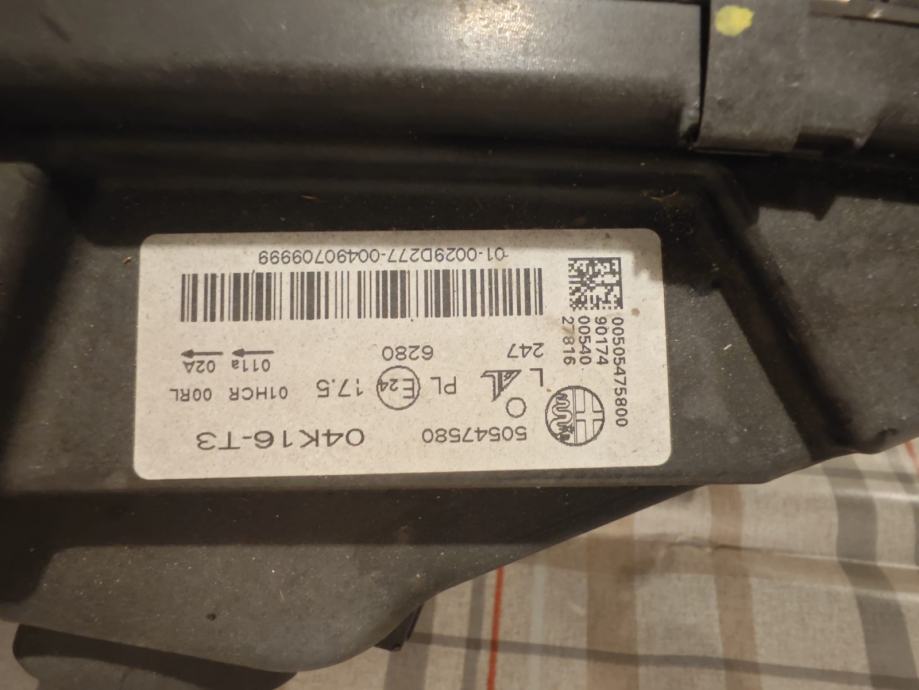 50547580 04K16-T3
O
L PL E24 17.5 01HCR 00RL
011a 02A
247 6280
00505475800
90174
00540
27816
01-0029D277-00490709999